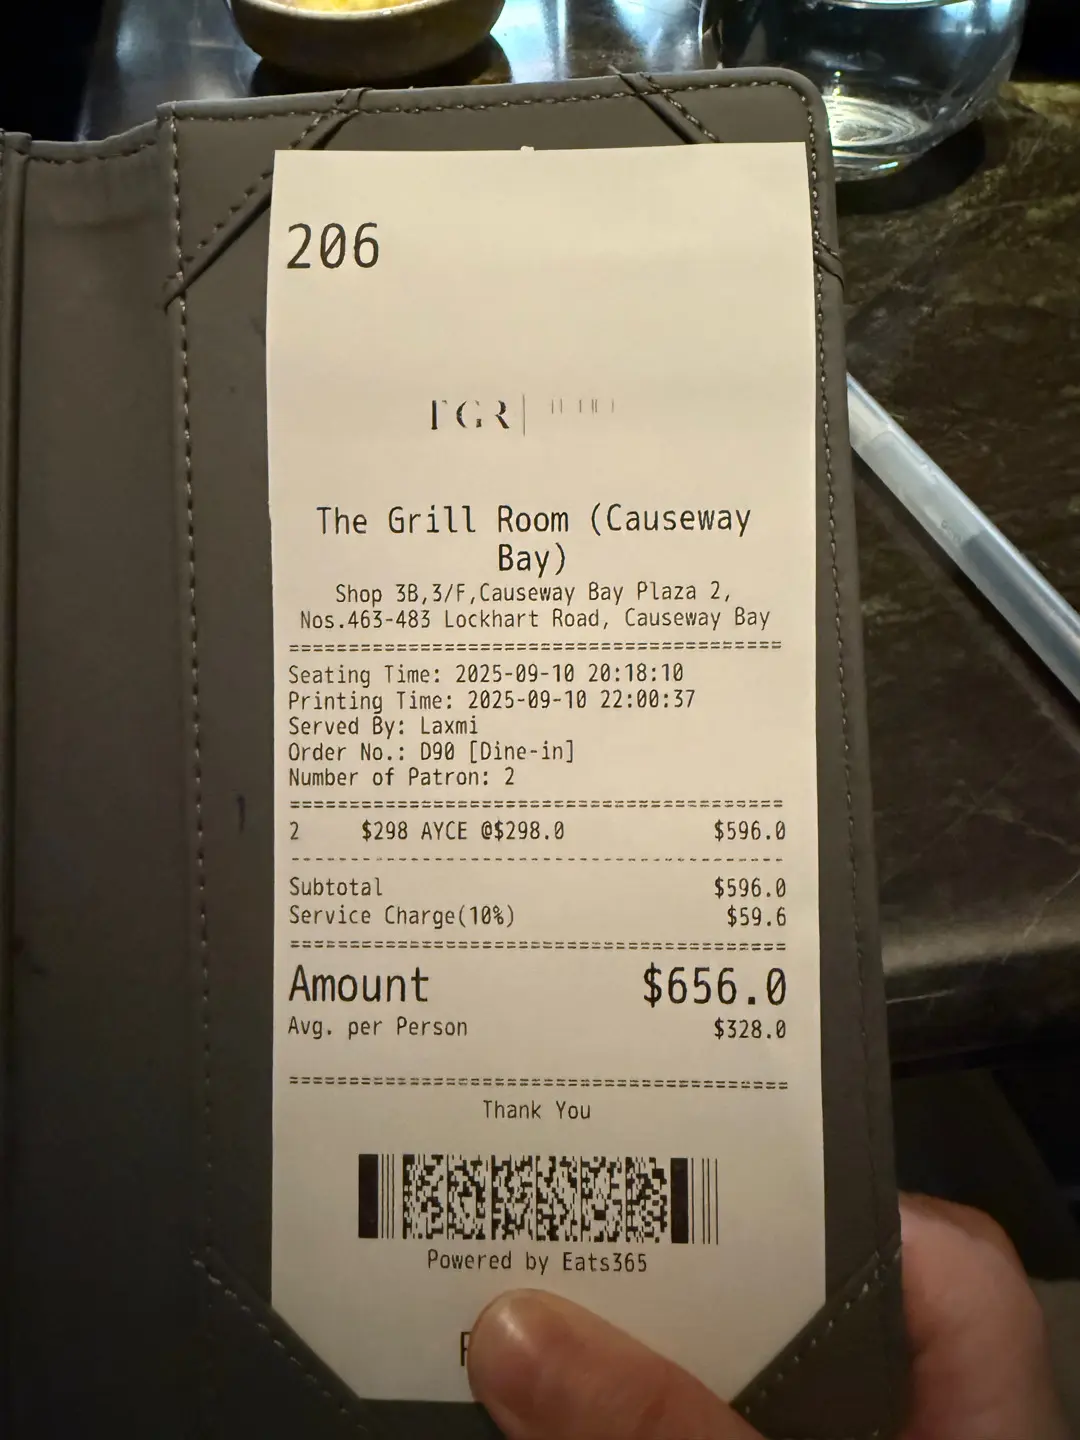 206
TGR
The Grill Room (Causeway
Bay)
Shop 3B,3/F,Causeway Bay Plaza 2,
Nos.463-483 Lockhart Road, Causeway Bay
Seating Time: 2025-09-10 20:18:10
Printing Time: 2025-09-10 22:00:37
Served By: Laxmi
Order No.: D90 [Dine-in]
Number of Patron: 2
2 $298 AYCE @$298.0 $596.0
Subtotal $596.0
Service Charge(10%) $59.6
Amount $656.0
Avg. per Person $328.0
Thank You
Powered by Eats365